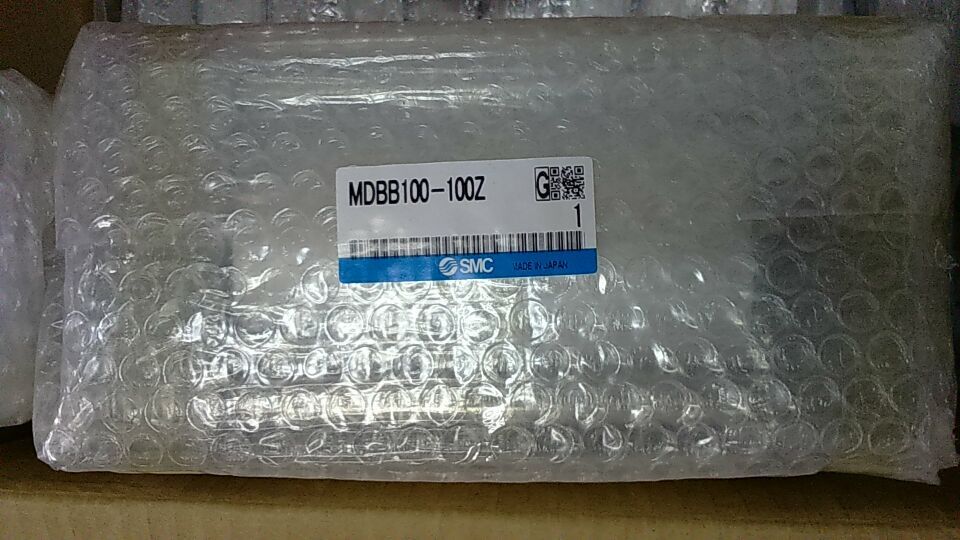 MDBB100-100Z
G
1
SMC
MADE IN JAPAN